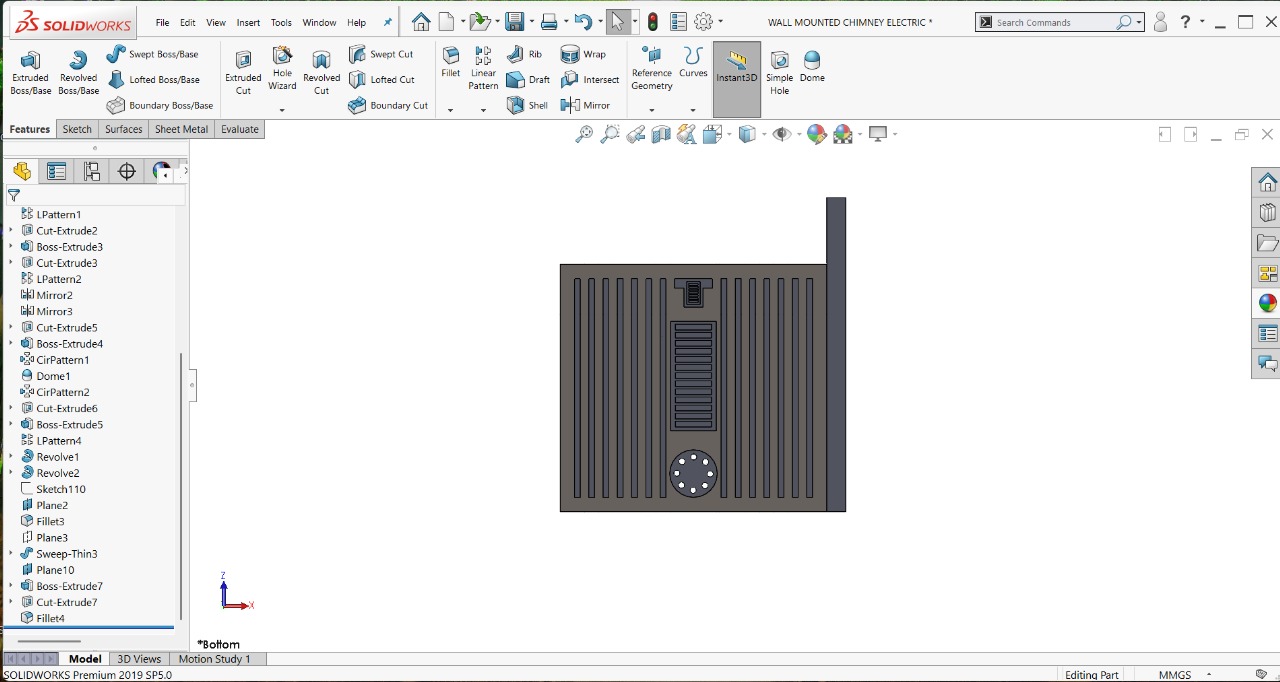 SOLIDWORKS
File Edit View Insert Tools Window Help
WALL MOUNTED CHIMNEY ELECTRIC *
Search Commands
?
Extruded Boss/Base
Revolved Boss/Base
Swept Boss/Base
Lofted Boss/Base
Boundary Boss/Base
Extruded Cut
Hole Wizard
Revolved Cut
Swept Cut
Lofted Cut
Boundary Cut
Fillet
Linear Pattern
Rib
Draft
Shell
Wrap
Intersect
Mirror
Reference Geometry
Curves
Instant3D
Simple Hole
Dome
Features Sketch Surfaces Sheet Metal Evaluate
LPattern1
Cut-Extrude2
Boss-Extrude3
Cut-Extrude3
LPattern2
Mirror2
Mirror3
Cut-Extrude5
Boss-Extrude4
CirPattern1
Dome1
CirPattern2
Cut-Extrude6
Boss-Extrude5
LPattern4
Revolve1
Revolve2
Sketch110
Plane2
Fillet3
Plane3
Sweep-Thin3
Plane10
Boss-Extrude7
Cut-Extrude7
Fillet4
Z
X
*Bottom
Model 3D Views Motion Study 1
SOLIDWORKS Premium 2019 SP5.0
Editing Part MMGS